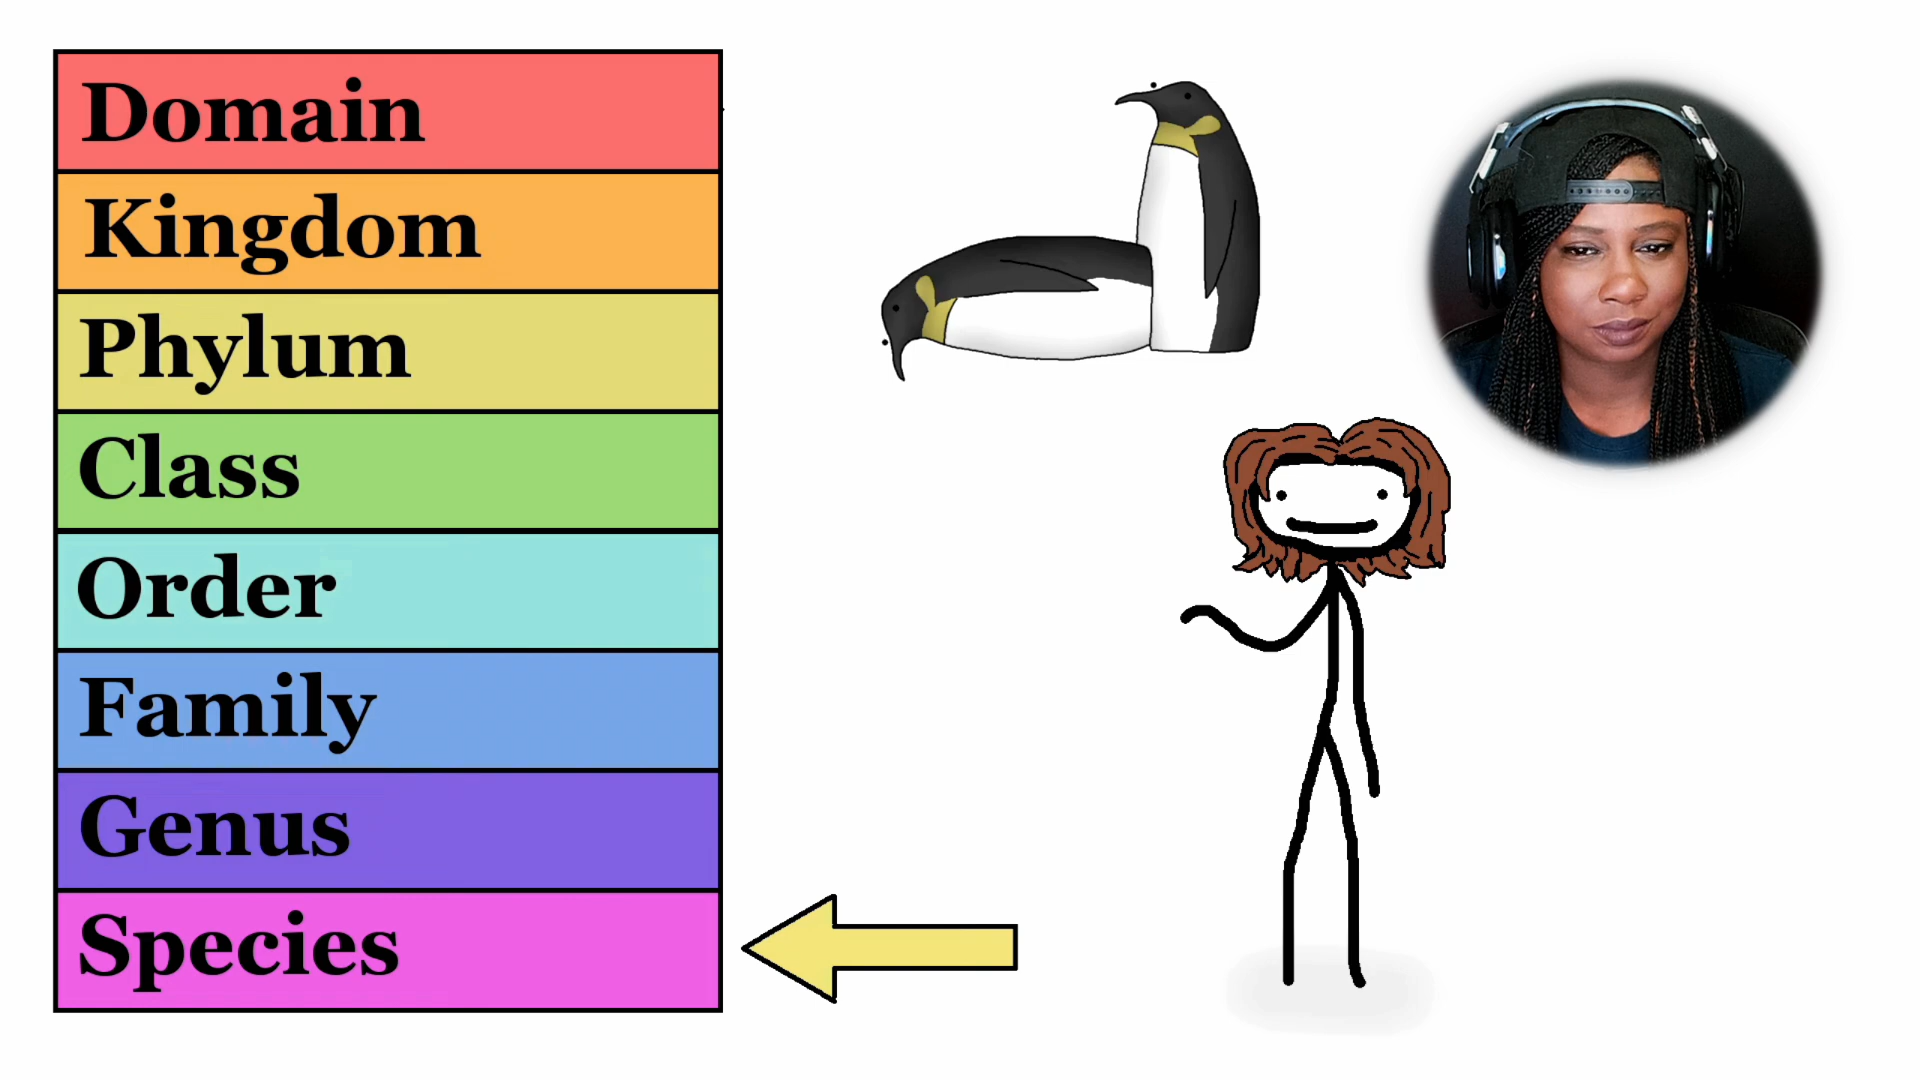 Domain
Kingdom
Phylum
Class
Order
Family
Genus
Species